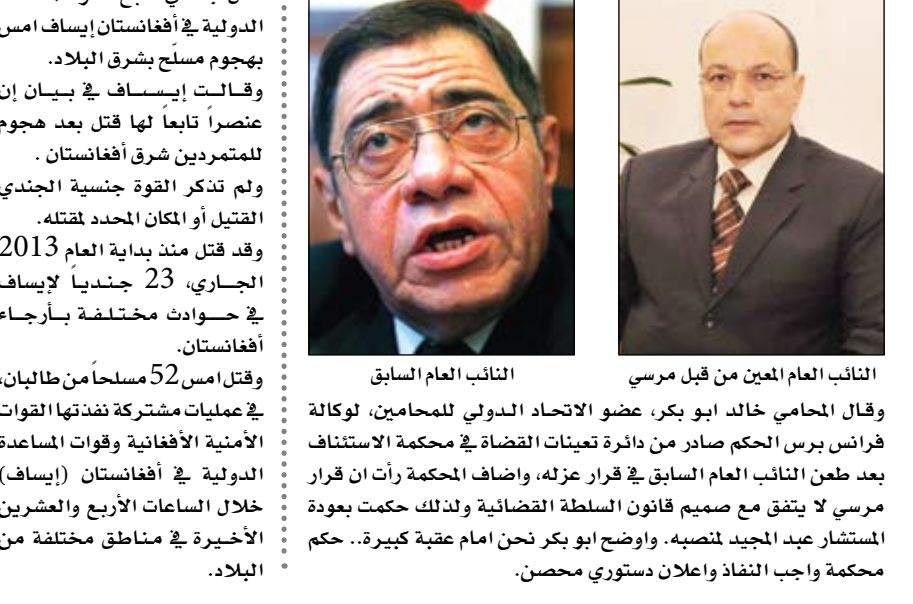 النائب العام المعين من قبل مرسي
النائب العام السابق
وقال المحامي خالد ابو بكر، عضو الاتحاد الدولي للمحامين، لوكالة
فرانس برس الحكم صادر من دائرة تعينات القضاة في محكمة الاستئناف
بعد طعن النائب العام السابق في قرار عزله، واضاف المحكمة رأت ان قرار
مرسي لا يتفق مع صميم قانون السلطة القضائية ولذلك حكمت بعودة
المستشار عبد المجيد لمنصبه. واوضح ابو بكر نحن امام عقبة كبيرة.. حكم
محكمة واجب النفاذ واعلان دستوري محصن.
الدولية في أفغانستان إيساف امس
بهجوم مسلّح بشرق البلاد.
وقالت إيساف في بيان إن
عنصراً تابعاً لها قتل بعد هجوم
للمتمردين شرق أفغانستان .
ولم تذكر القوة جنسية الجندي
القتيل أو المكان المحدد لمقتله.
وقد قتل منذ بداية العام 2013
الجاري، 23 جندياً لإيساف
في حوادث مختلفة بأرجاء
أفغانستان.
وقتل امس 52 مسلحاً من طالبان،
في عمليات مشتركة نفذتها القوات
الأمنية الأفغانية وقوات المساعدة
الدولية في أفغانستان (إيساف)
خلال الساعات الأربع والعشرين
الأخيرة في مناطق مختلفة من
البلاد.